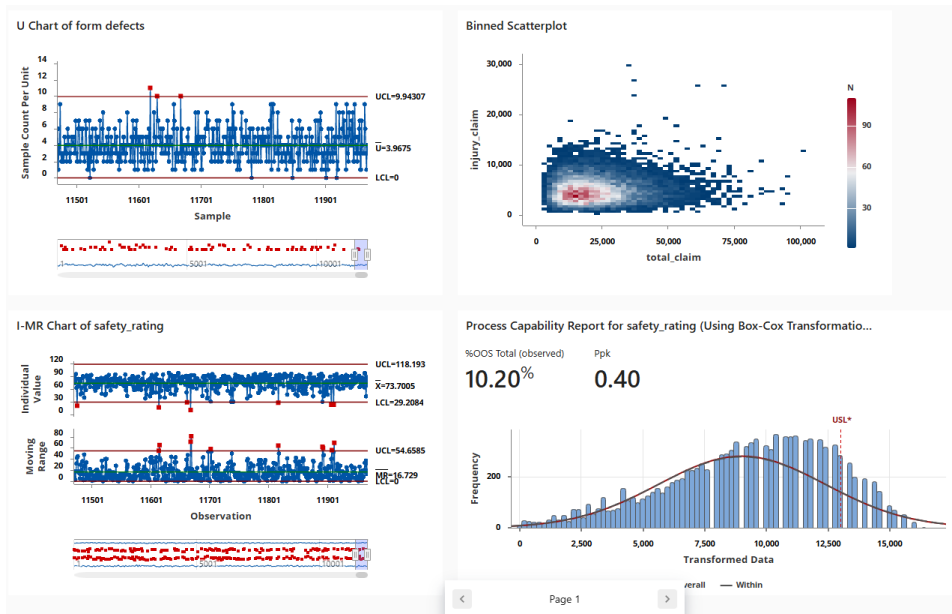 U Chart of form defects
Sample Count Per Unit
14
12
10
8
6
4
2
0
UCL=9.94307
U=3.9675
LCL=0
11501 11601 11701 11801 11901
Sample
1 5001 10001
Binned Scatterplot
injury_claim
30,000
20,000
10,000
0
0 25,000 50,000 75,000 100,000
total_claim
N
90
60
30
I-MR Chart of safety_rating
Individual
Value
120
90
60
30
0
UCL=118.193
X=73.7005
LCL=29.2084
Moving
Range
80
60
40
20
0
UCL=54.6585
MR=16.729
LCL=0
11501 11601 11701 11801 11901
Observation
1 5001 10001
Process Capability Report for safety_rating (Using Box-Cox Transformatio...
%OOS Total (observed) Ppk
10.20% 0.40
USL*
Frequency
200
0
0 2,500 5,000 7,500 10,000 12,500 15,000
Transformed Data
verall Within
Page 1